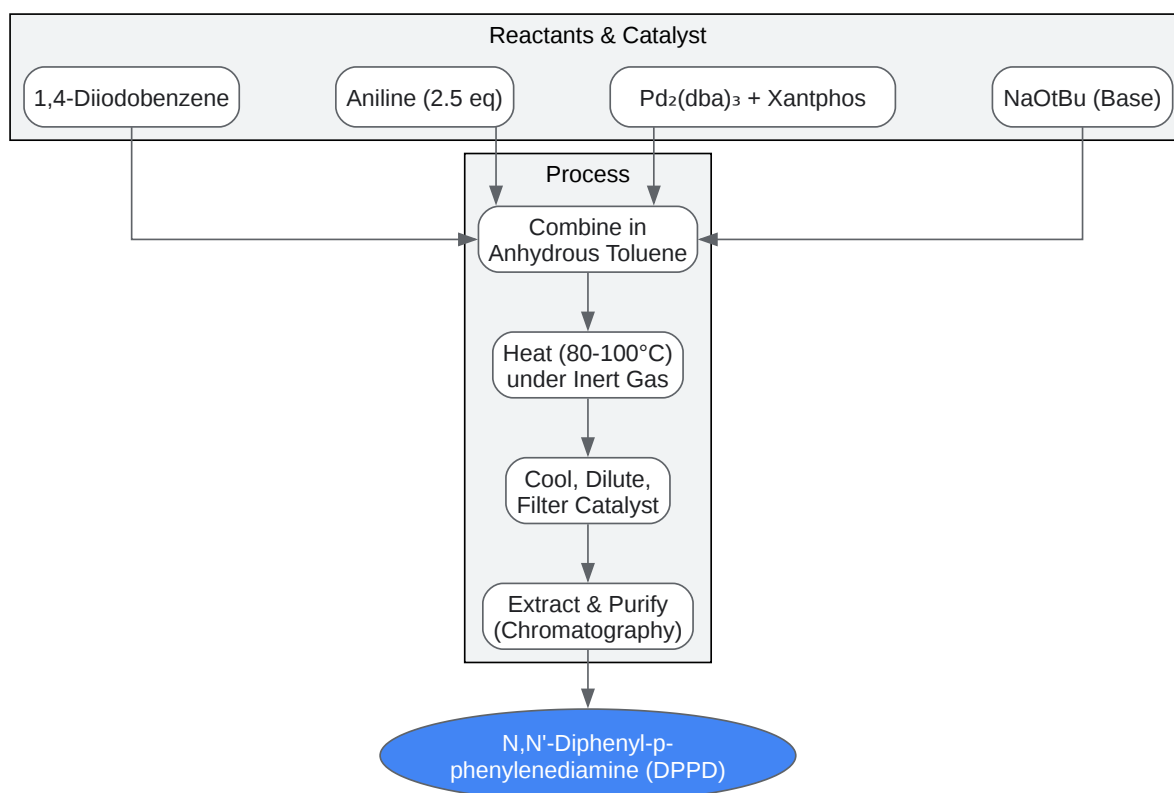 Reactants & Catalyst
1,4-Diiodobenzene
Aniline (2.5 eq)
Pd₂(dba)₃ + Xantphos
NaOtBu (Base)
Process
Combine in
Anhydrous Toluene
Heat (80-100°C)
under Inert Gas
Cool, Dilute,
Filter Catalyst
Extract & Purify
(Chromatography)
N,N'-Diphenyl-p-
phenylenediamine (DPPD)